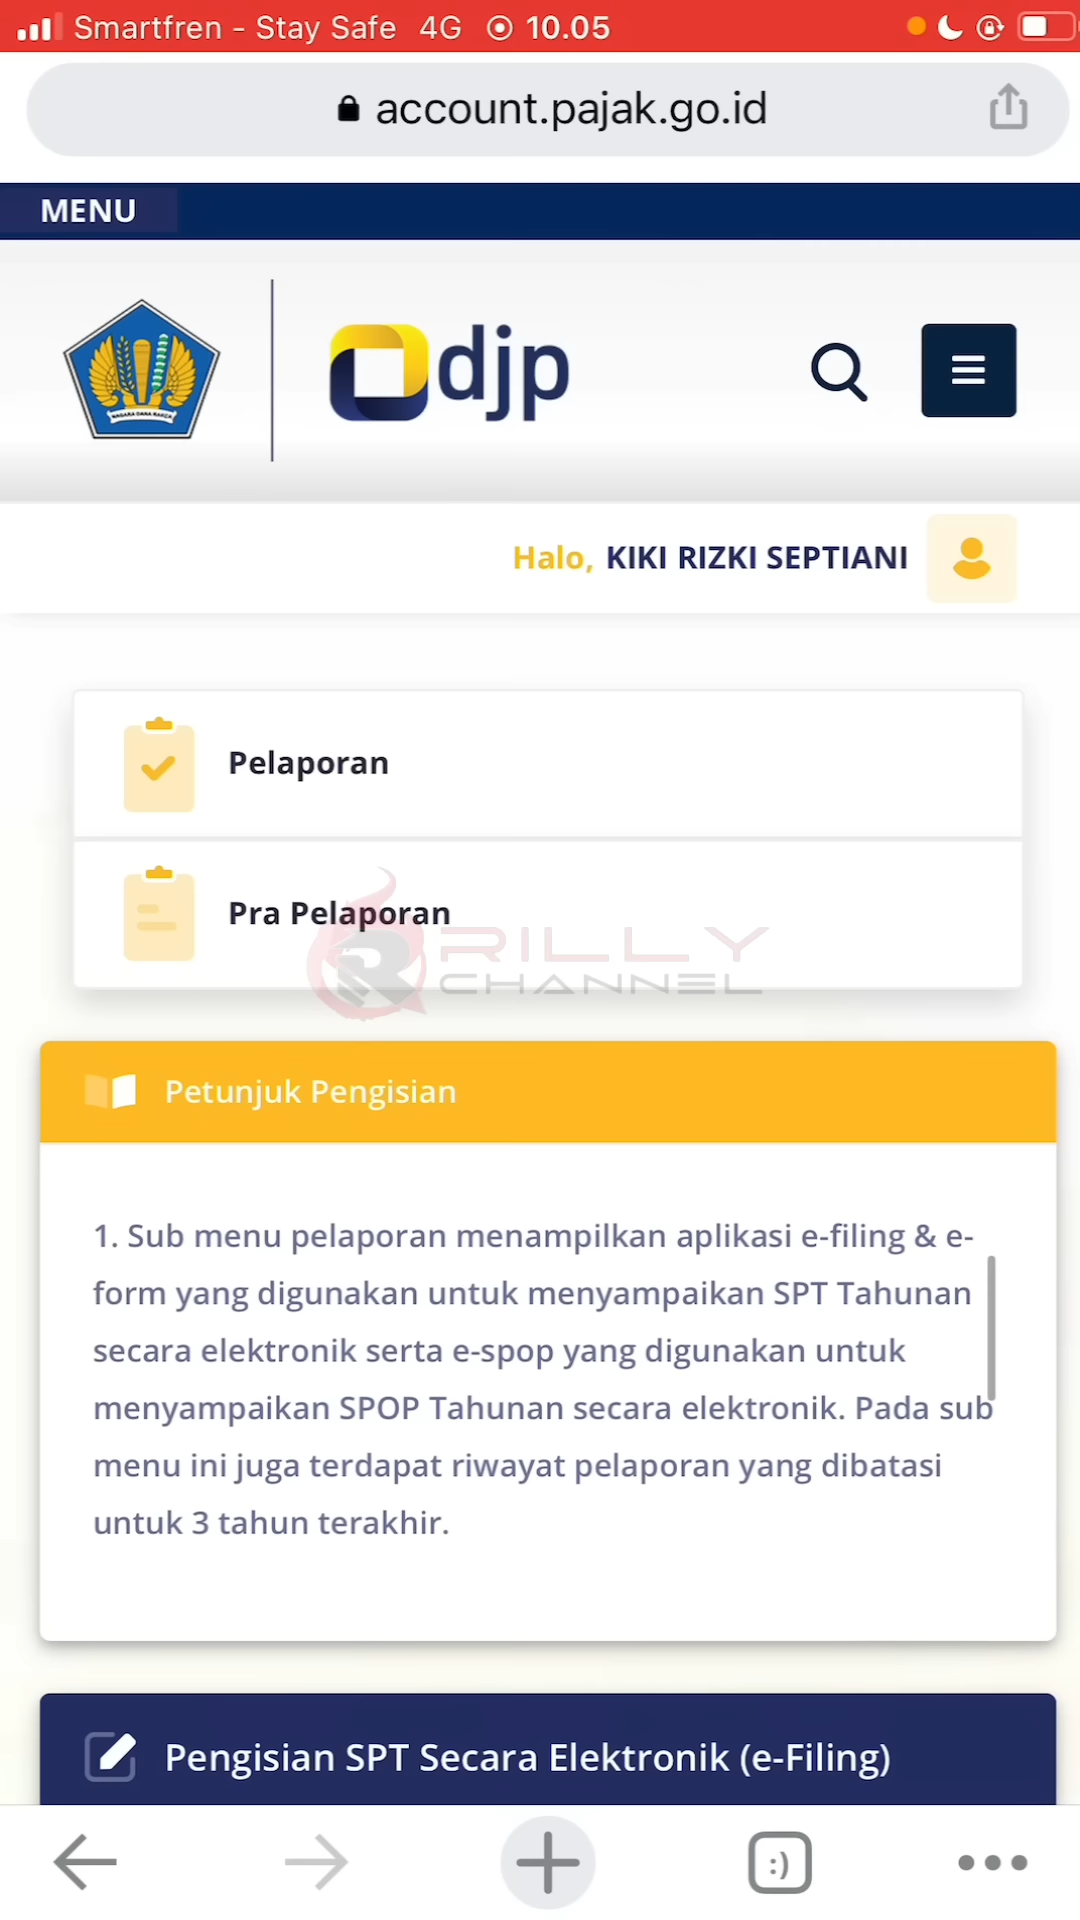 Smartfren - Stay Safe 4G 10.05
account.pajak.go.id
MENU
NAGARA DANA RAKCA
djp
Halo, KIKI RIZKI SEPTIANI
Pelaporan
Pra Pelaporan
RILLY
CHANNEL
Petunjuk Pengisian
1. Sub menu pelaporan menampilkan aplikasi e-filing & e-
form yang digunakan untuk menyampaikan SPT Tahunan
secara elektronik serta e-spop yang digunakan untuk
menyampaikan SPOP Tahunan secara elektronik. Pada sub
menu ini juga terdapat riwayat pelaporan yang dibatasi
untuk 3 tahun terakhir.
Pengisian SPT Secara Elektronik (e-Filing)
:)